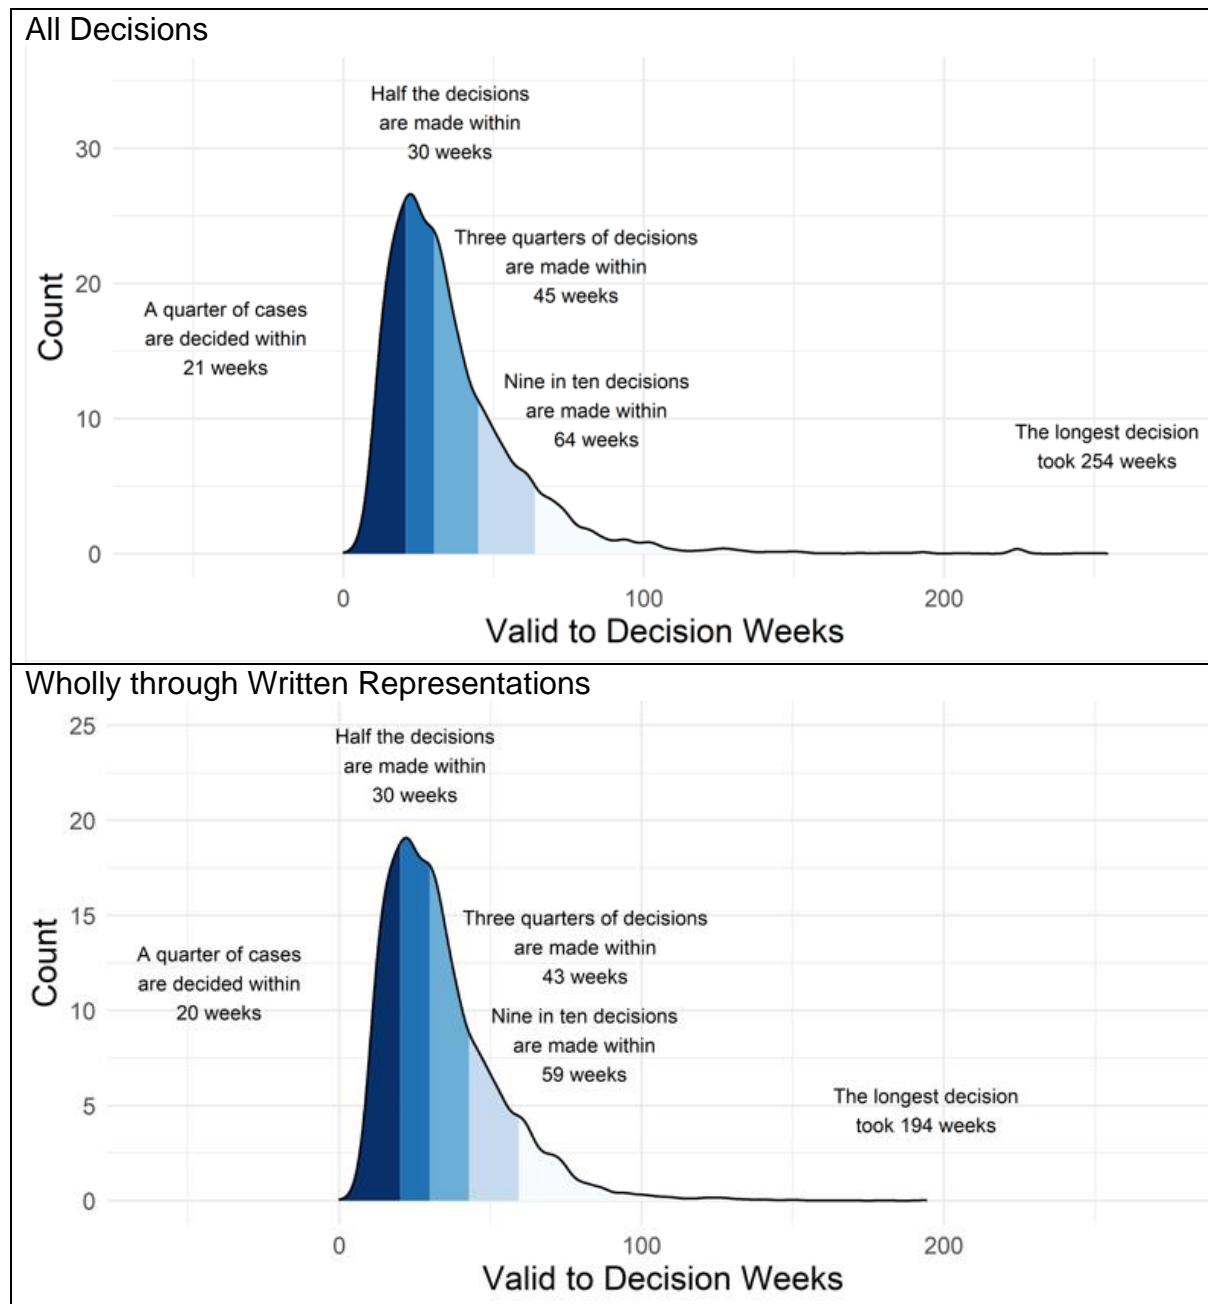 All Decisions
Half the decisions
are made within
30 weeks
30
Three quarters of decisions
are made within
45 weeks
20
A quarter of cases
are decided within
21 weeks
Count
Nine in ten decisions
are made within
64 weeks
10
The longest decision
took 254 weeks
0
0 100 200
Valid to Decision Weeks
Wholly through Written Representations
25
Half the decisions
are made within
30 weeks
20
15
Three quarters of decisions
are made within
43 weeks
A quarter of cases
are decided within
20 weeks
Count
10
Nine in ten decisions
are made within
59 weeks
The longest decision
took 194 weeks
5
0
0 100 200
Valid to Decision Weeks